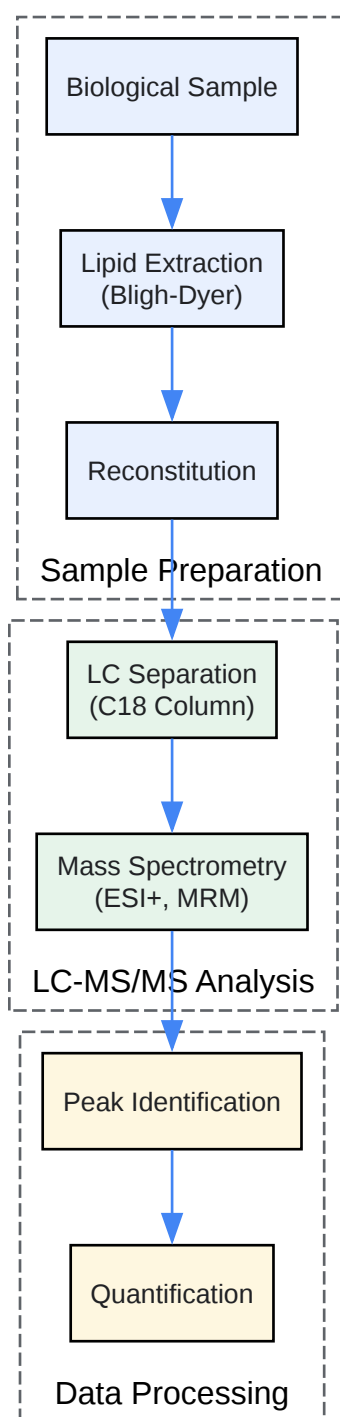 Biological Sample
Lipid Extraction
(Bligh-Dyer)
Reconstitution
Sample Preparation
LC Separation
(C18 Column)
Mass Spectrometry
(ESI+, MRM)
LC-MS/MS Analysis
Peak Identification
Quantification
Data Processing